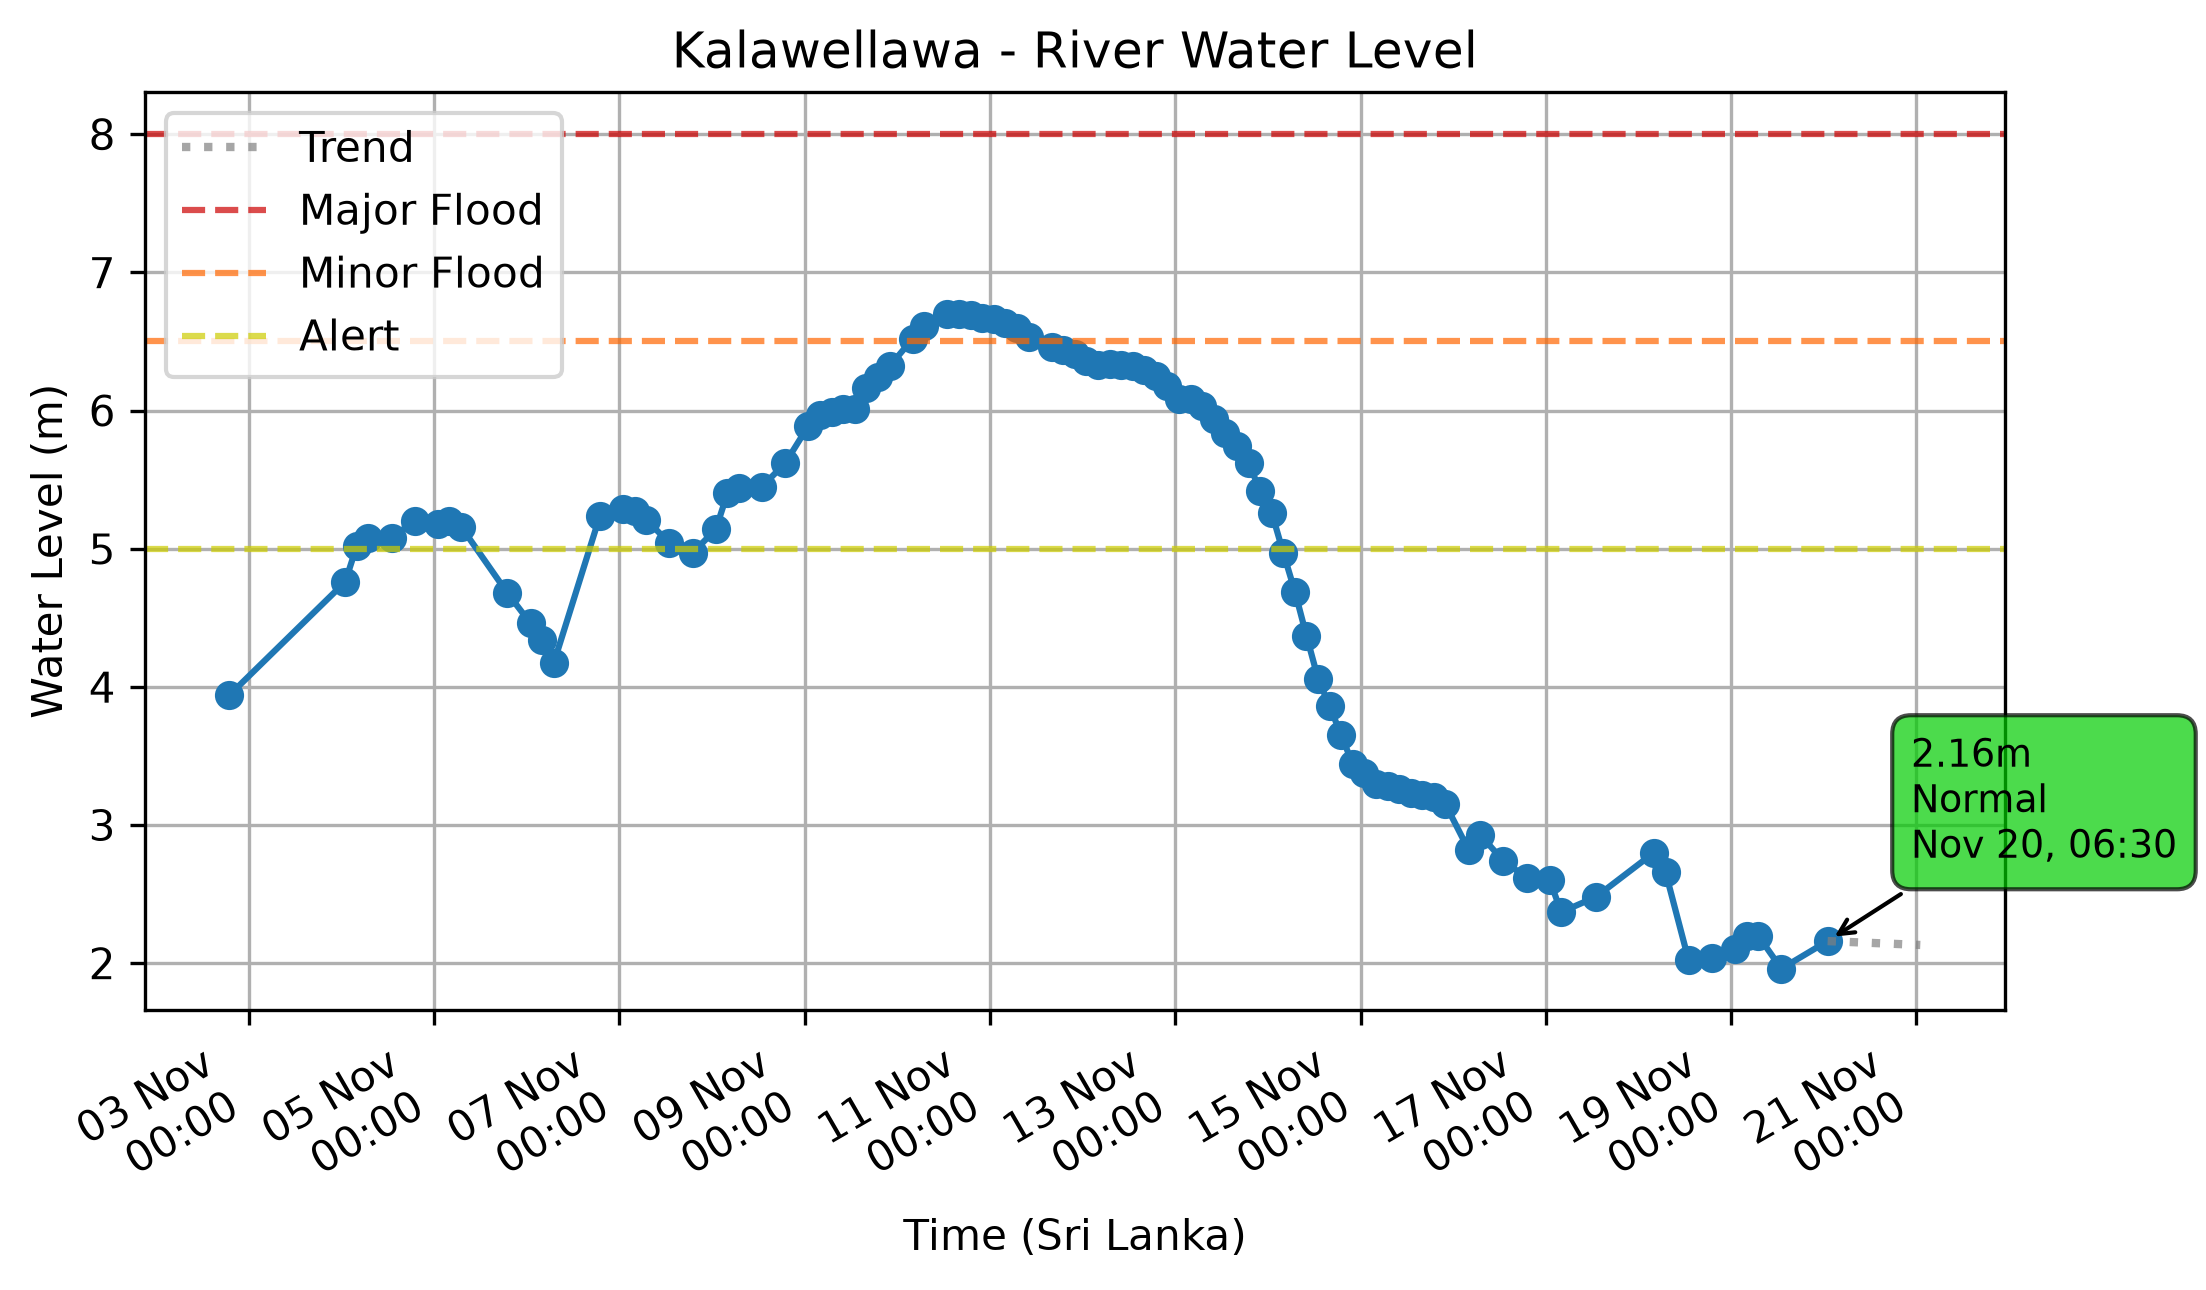 Kalawellawa - River Water Level
Trend
Major Flood
Minor Flood
Alert
Water Level (m)
8
7
6
5
4
3
2
2.16m
Normal
Nov 20, 06:30
03 Nov
00:00
05 Nov
00:00
07 Nov
00:00
09 Nov
00:00
11 Nov
00:00
13 Nov
00:00
15 Nov
00:00
17 Nov
00:00
19 Nov
00:00
21 Nov
00:00
Time (Sri Lanka)